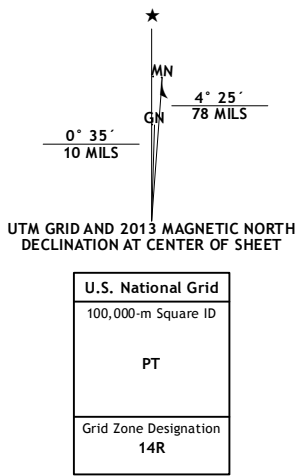 ★
MN
GN
4° 25´
78 MILS
0° 35´
10 MILS
UTM GRID AND 2013 MAGNETIC NORTH
DECLINATION AT CENTER OF SHEET
U.S. National Grid
100,000-m Square ID
PT
Grid Zone Designation
14R